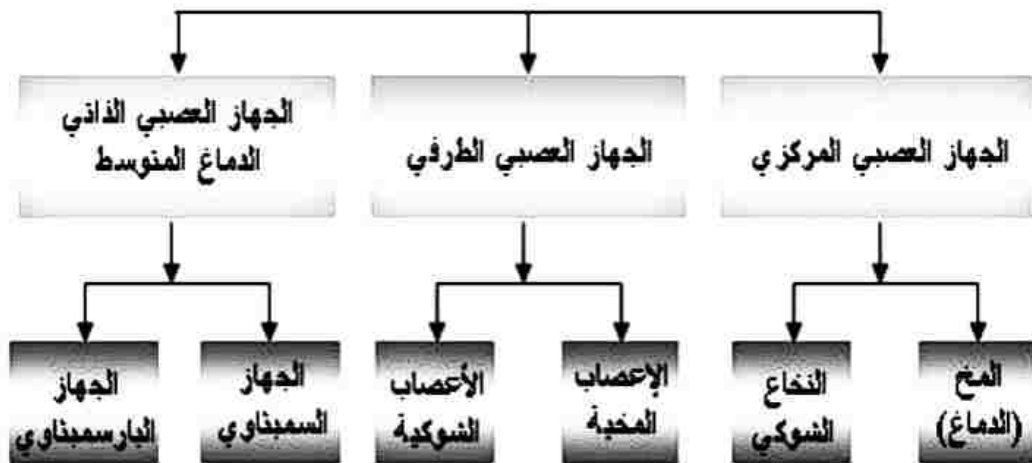 الجهاز العصبي المركزي
الجهاز العصبي الطرفي
الجهاز العصبي الذاتي
الدماغ المتوسط
المخ
(الدماغ)
النخاع
الشوكي
الإعصاب
المخية
الأعصاب
الشوكية
الجهاز
السمبثاوي
الجهاز
البارسمبثاوي